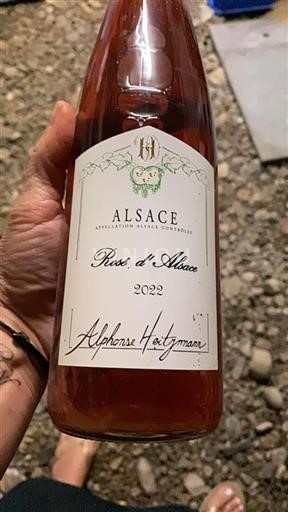 H
ALSACE
APPELLATION ALSACE CONTRÔLÉE
Rosé d'Alsace
2022
Alphonse Heitzmann